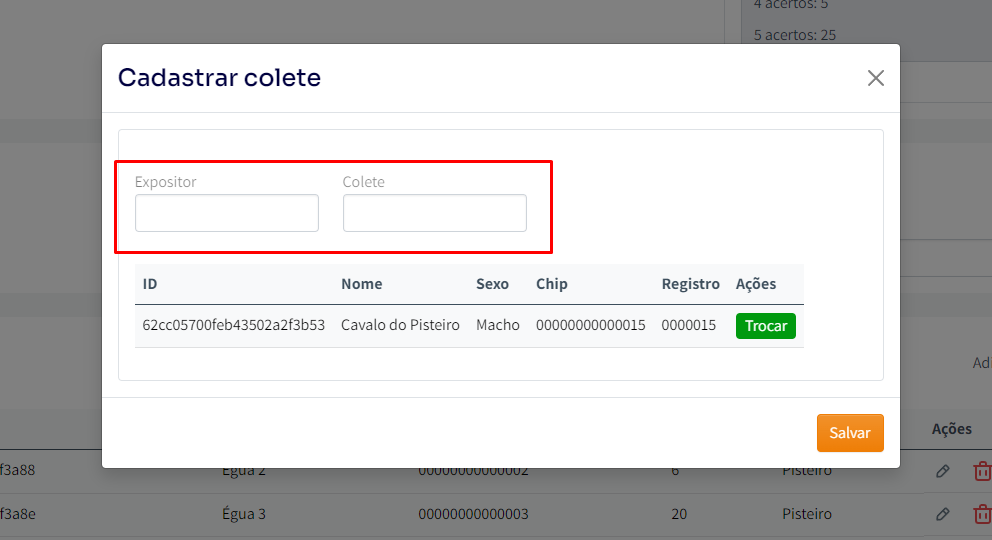 4 acertos: 5
5 acertos: 25
Cadastrar colete
Expositor Colete
ID Nome Sexo Chip Registro Ações
62cc05700feb43502a2f3b53 Cavalo do Pisteiro Macho 00000000000015 0000015 Trocar
Adi
Salvar
Ações
f3a88 Égua 2 00000000000002 6 Pisteiro
f3a8e Égua 3 00000000000003 20 Pisteiro